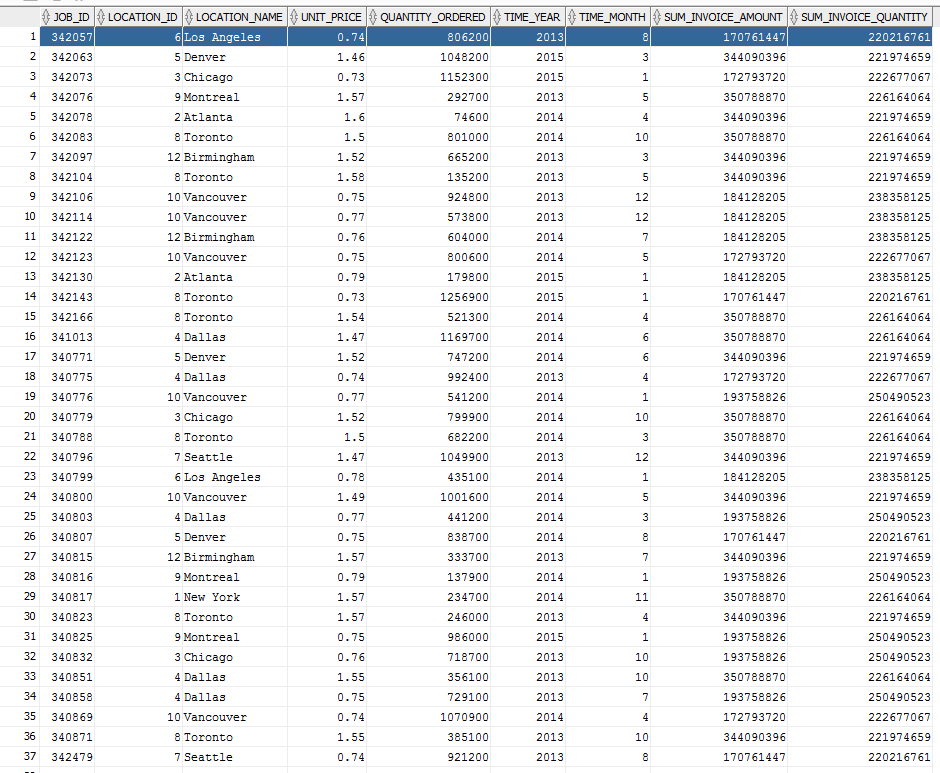 JOB_ID LOCATION_ID LOCATION_NAME UNIT_PRICE QUANTITY_ORDERED TIME_YEAR TIME_MONTH SUM_INVOICE_AMOUNT SUM_INVOICE_QUANTITY
1 342057 6 Los Angeles 0.74 806200 2013 8 170761447 220216761
2 342063 5 Denver 1.46 1048200 2015 3 344090396 221974659
3 342073 3 Chicago 0.73 1152300 2015 1 172793720 222677067
4 342076 9 Montreal 1.57 292700 2013 5 350788870 226164064
5 342078 2 Atlanta 1.6 74600 2014 4 344090396 221974659
6 342083 8 Toronto 1.5 801000 2014 10 350788870 226164064
7 342097 12 Birmingham 1.52 665200 2013 3 344090396 221974659
8 342104 8 Toronto 1.58 135200 2013 5 344090396 221974659
9 342106 10 Vancouver 0.75 924800 2013 12 184128205 238358125
10 342114 10 Vancouver 0.77 573800 2013 12 184128205 238358125
11 342122 12 Birmingham 0.76 604000 2014 7 184128205 238358125
12 342123 10 Vancouver 0.75 800600 2014 5 172793720 222677067
13 342130 2 Atlanta 0.79 179800 2015 1 184128205 238358125
14 342143 8 Toronto 0.73 1256900 2015 1 170761447 220216761
15 342166 8 Toronto 1.54 521300 2014 4 350788870 226164064
16 341013 4 Dallas 1.47 1169700 2014 6 350788870 226164064
17 340771 5 Denver 1.52 747200 2014 6 344090396 221974659
18 340775 4 Dallas 0.74 992400 2013 4 172793720 222677067
19 340776 10 Vancouver 0.77 541200 2014 1 193758826 250490523
20 340779 3 Chicago 1.52 799900 2014 10 350788870 226164064
21 340788 8 Toronto 1.5 682200 2014 3 350788870 226164064
22 340796 7 Seattle 1.47 1049900 2013 12 344090396 221974659
23 340799 6 Los Angeles 0.78 435100 2014 1 184128205 238358125
24 340800 10 Vancouver 1.49 1001600 2014 5 344090396 221974659
25 340803 4 Dallas 0.77 441200 2014 3 193758826 250490523
26 340807 5 Denver 0.75 838700 2014 8 170761447 220216761
27 340815 12 Birmingham 1.57 333700 2013 7 344090396 221974659
28 340816 9 Montreal 0.79 137900 2014 1 193758826 250490523
29 340817 1 New York 1.57 234700 2014 11 350788870 226164064
30 340823 8 Toronto 1.57 246000 2013 4 344090396 221974659
31 340825 9 Montreal 0.75 986000 2015 1 193758826 250490523
32 340832 3 Chicago 0.76 718700 2013 10 193758826 250490523
33 340851 4 Dallas 1.55 356100 2013 10 350788870 226164064
34 340858 4 Dallas 0.75 729100 2013 7 193758826 250490523
35 340869 10 Vancouver 0.74 1070900 2014 4 172793720 222677067
36 340871 8 Toronto 1.55 385100 2013 10 344090396 221974659
37 342479 7 Seattle 0.74 921200 2013 8 170761447 220216761